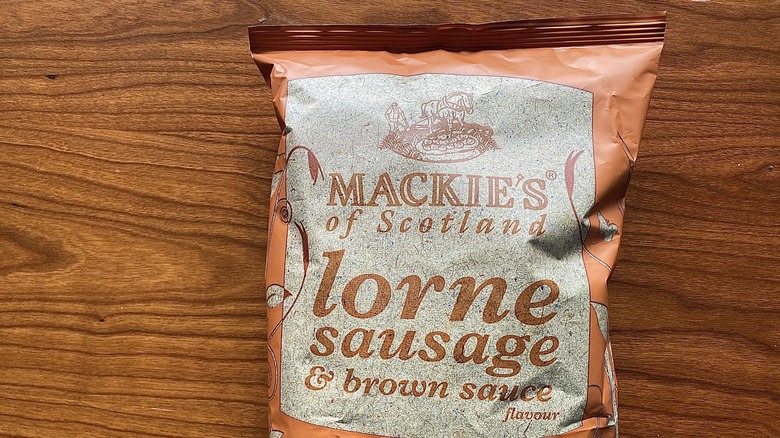 MACKIE'S®
of Scotland
lorne
sausage
& brown sauce
flavour